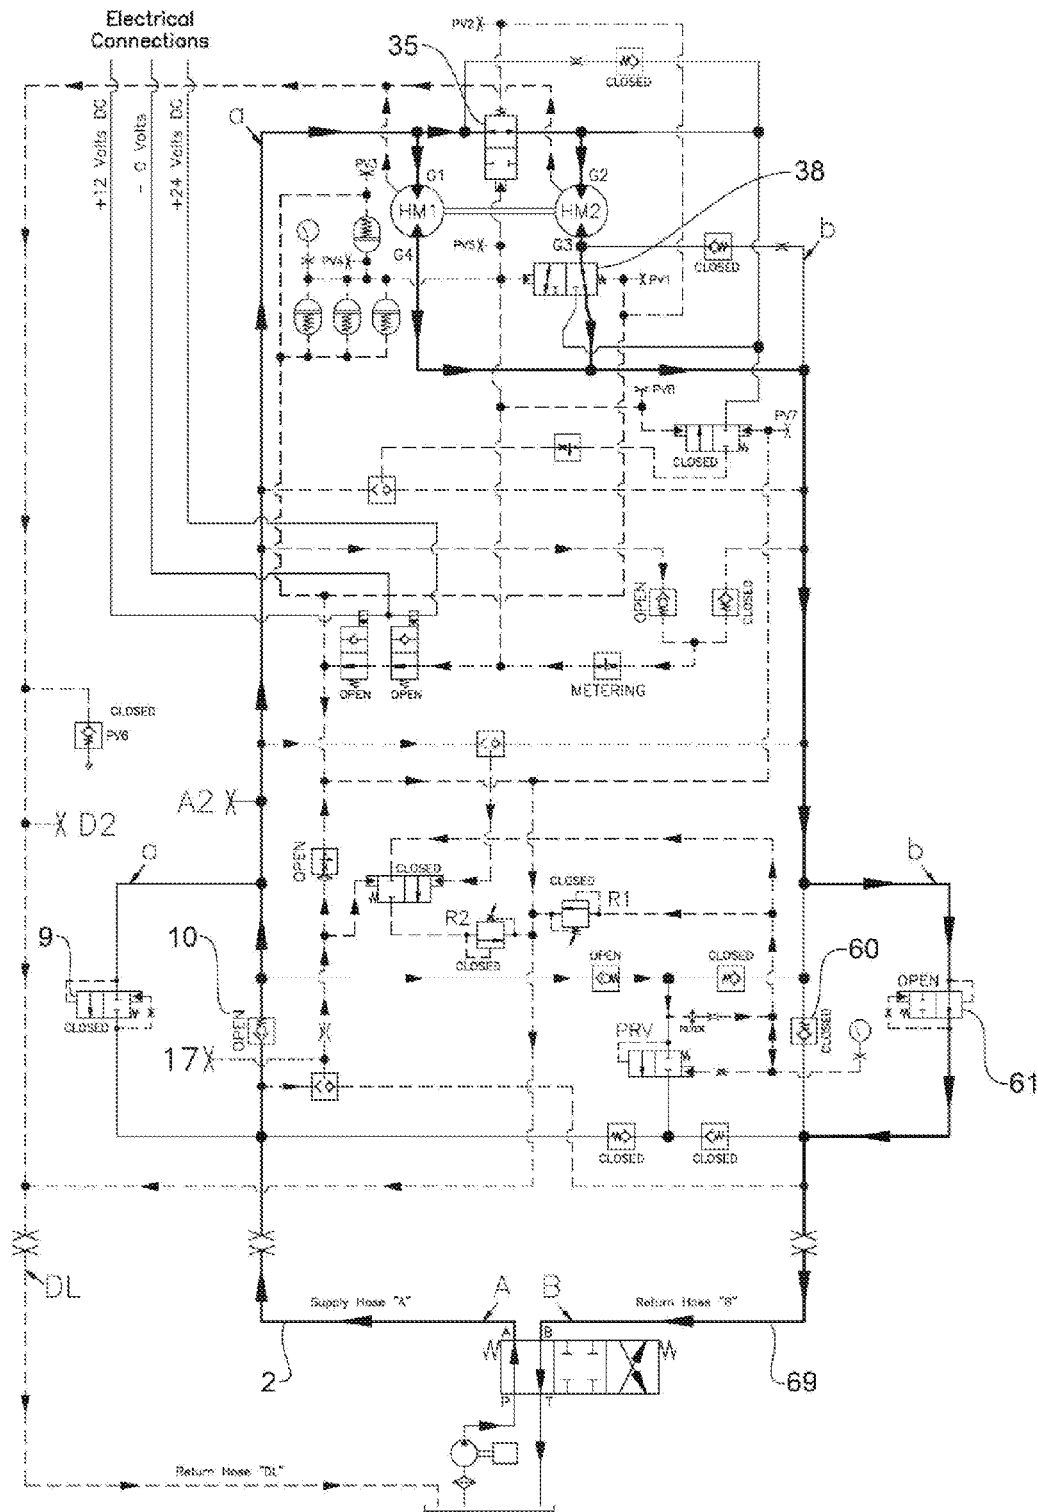 Electrical
Connections
+12 Volts DC
- 0 Volts
+24 Volts DC
PV2
35
CLOSED
a
PV3
G1
G2
HM1
HM2
38
G4
PV5
G3
b
CLOSED
PV4
PV1
PV8
PV7
CLOSED
OPEN
CLOSED
METERING
OPEN
OPEN
CLOSED
PV6
A2
D2
a
OPEN
CLOSED
CLOSED
R1
R2
CLOSED
b
9
10
OPEN
CLOSED
60
OPEN
CLOSED
OPEN
CLOSED
17
PRV
61
CLOSED
CLOSED
DL
Supply Hose "A"
A
B
Return Hose "B"
A
B
2
69
P
T
Return Hose "DL"